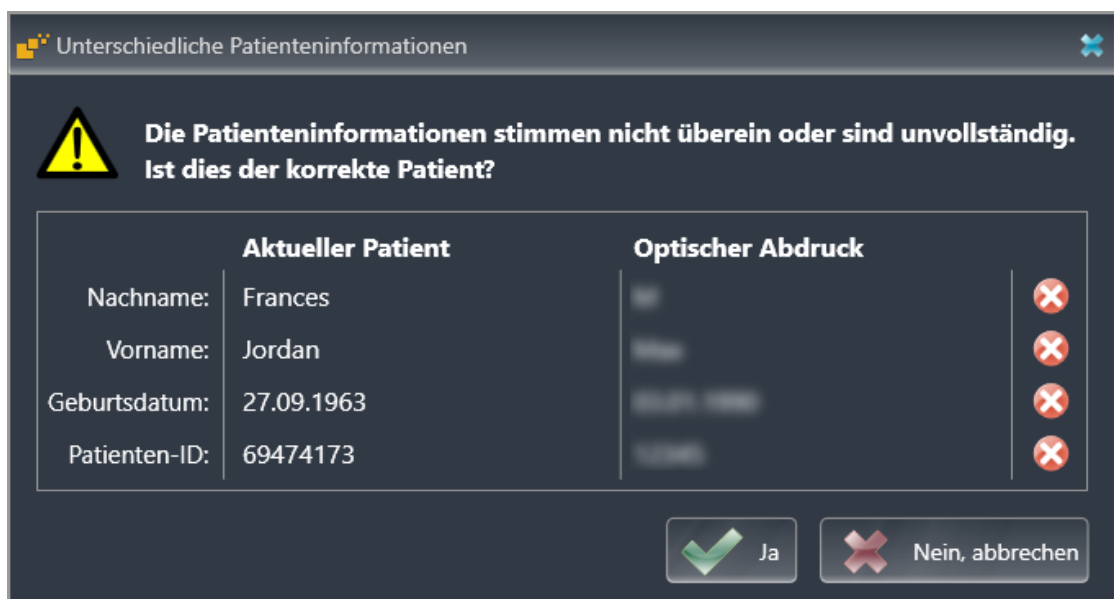 Unterschiedliche Patienteninformationen
Die Patienteninformationen stimmen nicht überein oder sind unvollständig.
Ist dies der korrekte Patient?
Aktueller Patient Optischer Abdruck
Nachname: Frances
Vorname: Jordan
Geburtsdatum: 27.09.1963
Patienten-ID: 69474173
Ja Nein, abbrechen